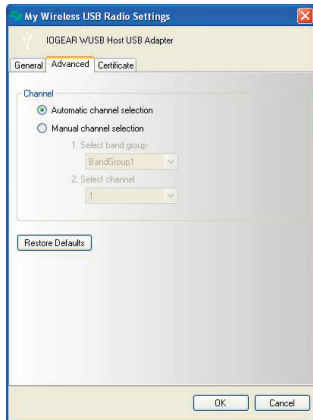 My Wireless USB Radio Settings
IOGEAR WUSB Host USB Adapter
General Advanced Certificate
Channel
Automatic channel selection
Manual channel selection
1. Select band group
BandGroup1
2. Select channel
1
Restore Defaults
OK Cancel